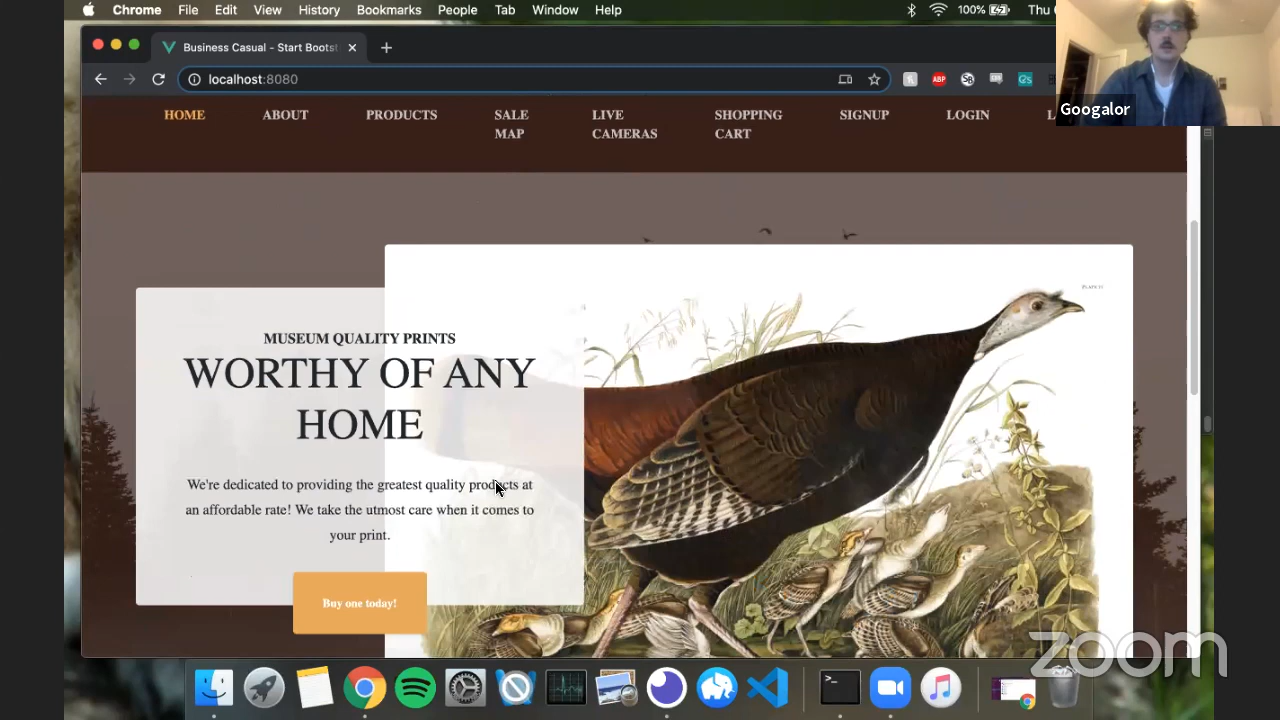 Chrome File Edit View History Bookmarks People Tab Window Help 100% Thu
Business Casual - Start Bootst
localhost:8080
ABP
Googalor
HOME ABOUT PRODUCTS SALE MAP LIVE CAMERAS SHOPPING CART SIGNUP LOGIN L
MUSEUM QUALITY PRINTS
WORTHY OF ANY
HOME
We're dedicated to providing the greatest quality products at
an affordable rate! We take the utmost care when it comes to
your print.
Buy one today!
zoom